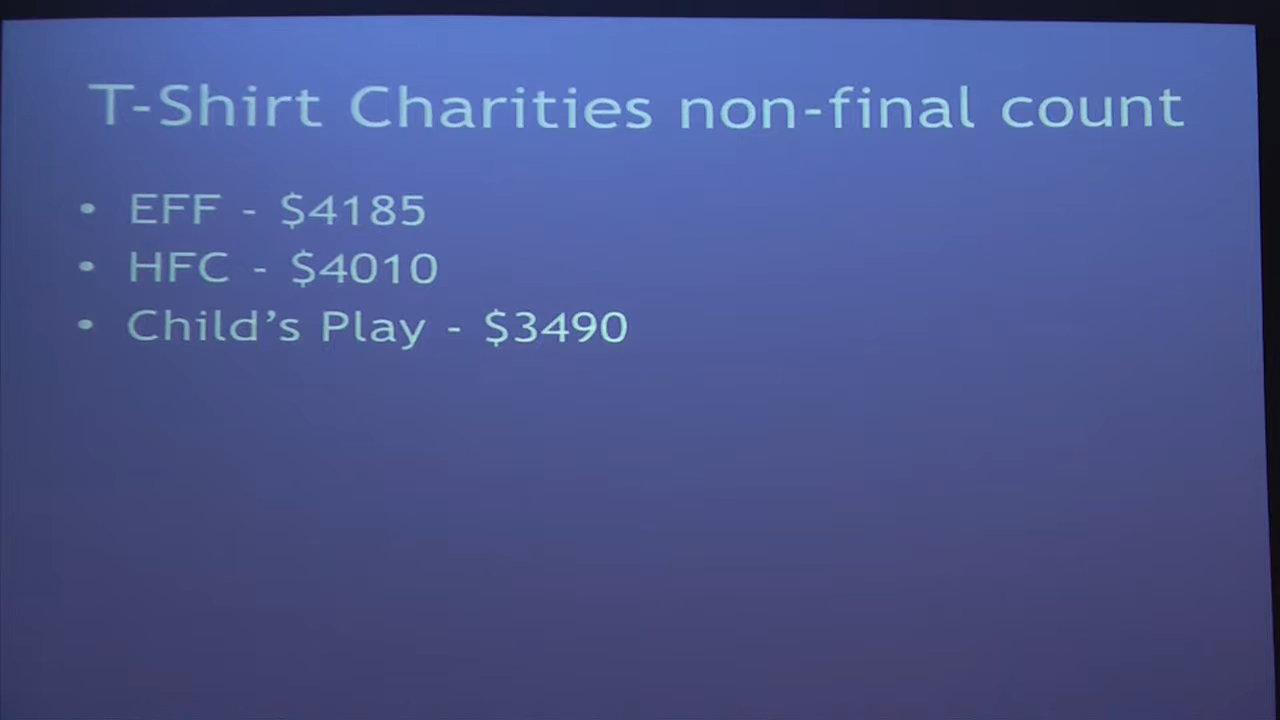 T-Shirt Charities non-final count
• EFF - $4185
• HFC - $4010
• Child’s Play - $3490